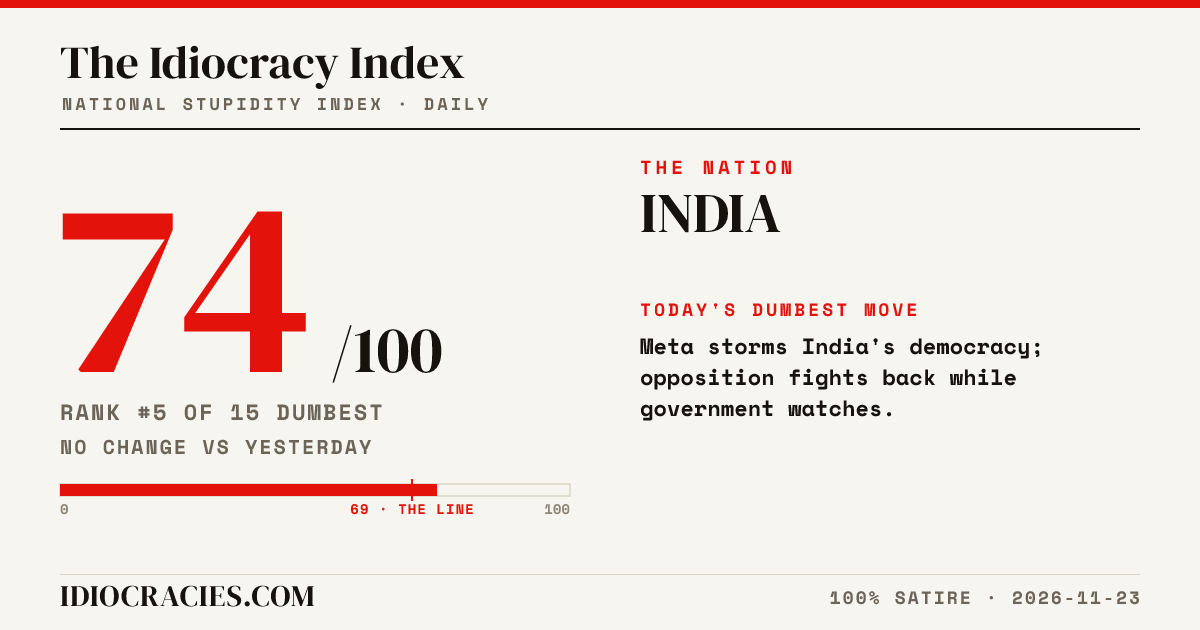 The Idiocracy Index
NATIONAL STUPIDITY INDEX · DAILY
74 /100
RANK #5 OF 15 DUMBEST
NO CHANGE VS YESTERDAY
0
69 · THE LINE
100
THE NATION
INDIA
TODAY'S DUMBEST MOVE
Meta storms India's democracy;
opposition fights back while
government watches.
IDIOCRACIES.COM
100% SATIRE · 2026-11-23